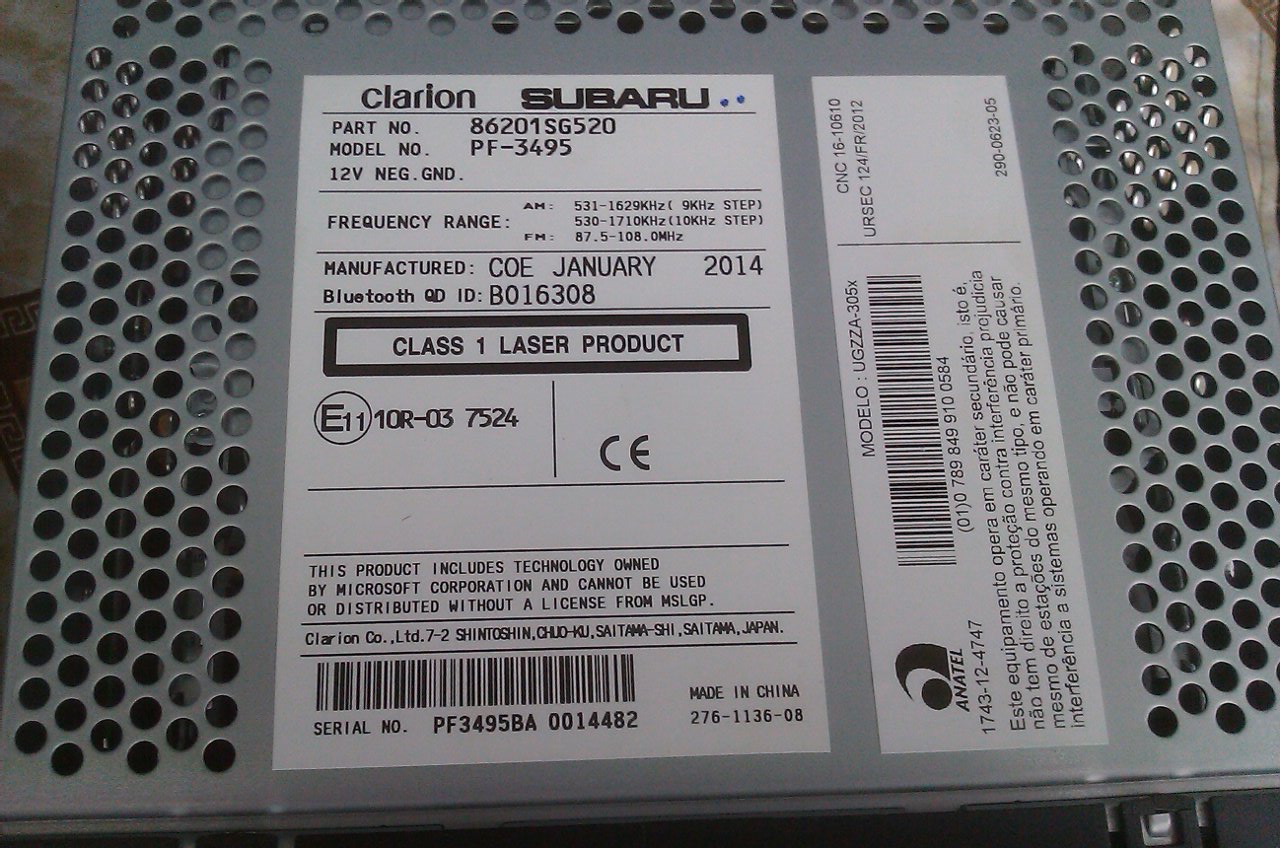 clarion SUBARU
PART NO. 86201SG520
MODEL NO. PF-3495
12V NEG.GND.
FREQUENCY RANGE:
AM: 531-1629KHz( 9KHz STEP)
530-1710KHz(10KHz STEP)
FM: 87.5-108.0MHz
MANUFACTURED: COE JANUARY 2014
Bluetooth QD ID: B016308
CLASS 1 LASER PRODUCT
E11 10R-03 7524
CE
THIS PRODUCT INCLUDES TECHNOLOGY OWNED
BY MICROSOFT CORPORATION AND CANNOT BE USED
OR DISTRIBUTED WITHOUT A LICENSE FROM MSLGP.
Clarion Co.,Ltd.7-2 SHINTOSHIN,CHUO-KU,SAITAMA-SHI,SAITAMA,JAPAN.
SERIAL NO. PF3495BA 0014482
MADE IN CHINA
276-1136-08
CNC 16-10610
URSEC 124/FR/2012
290-0623-05
MODELO : UGZZA-305x
(01)0 789 849 910 0584
ANATEL
1743-12-4747
Este equipamento opera em caráter secundário, isto é,
não tem direito a proteção contra interferência prejudicia
mesmo de estações do mesmo tipo, e não pode causar
interferência a sistemas operando em caráter primário.